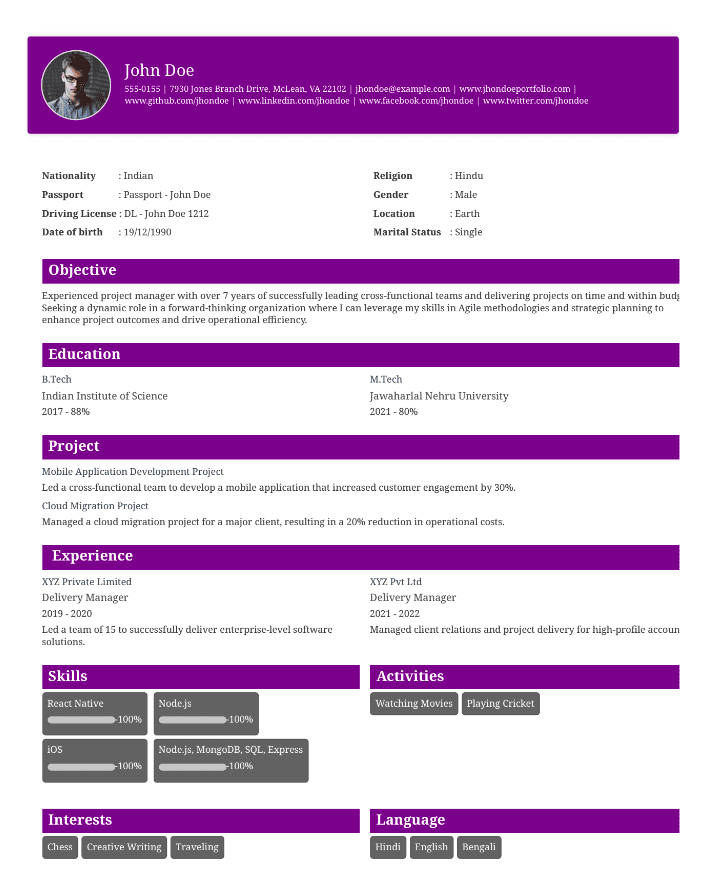 John Doe
555-0155 | 7930 Jones Branch Drive, McLean, VA 22102 | jhondoe@example.com | www.jhondoeportfolio.com |
www.github.com/jhondoe | www.linkedin.com/jhondoe | www.facebook.com/jhondoe | www.twitter.com/jhondoe
Nationality : Indian
Religion : Hindu
Passport : Passport - John Doe
Gender : Male
Driving License : DL - John Doe 1212
Location : Earth
Date of birth : 19/12/1990
Marital Status : Single
Objective
Experienced project manager with over 7 years of successfully leading cross-functional teams and delivering projects on time and within budg
Seeking a dynamic role in a forward-thinking organization where I can leverage my skills in Agile methodologies and strategic planning to
enhance project outcomes and drive operational efficiency.
Education
B.Tech
Indian Institute of Science
2017 - 88%
M.Tech
Jawaharlal Nehru University
2021 - 80%
Project
Mobile Application Development Project
Led a cross-functional team to develop a mobile application that increased customer engagement by 30%.
Cloud Migration Project
Managed a cloud migration project for a major client, resulting in a 20% reduction in operational costs.
Experience
XYZ Private Limited
Delivery Manager
2019 - 2020
Led a team of 15 to successfully deliver enterprise-level software
solutions.
XYZ Pvt Ltd
Delivery Manager
2021 - 2022
Managed client relations and project delivery for high-profile accoun
Skills
React Native
100%
Node.js
100%
iOS
100%
Node.js, MongoDB, SQL, Express
100%
Activities
Watching Movies
Playing Cricket
Interests
Chess
Creative Writing
Traveling
Language
Hindi
English
Bengali